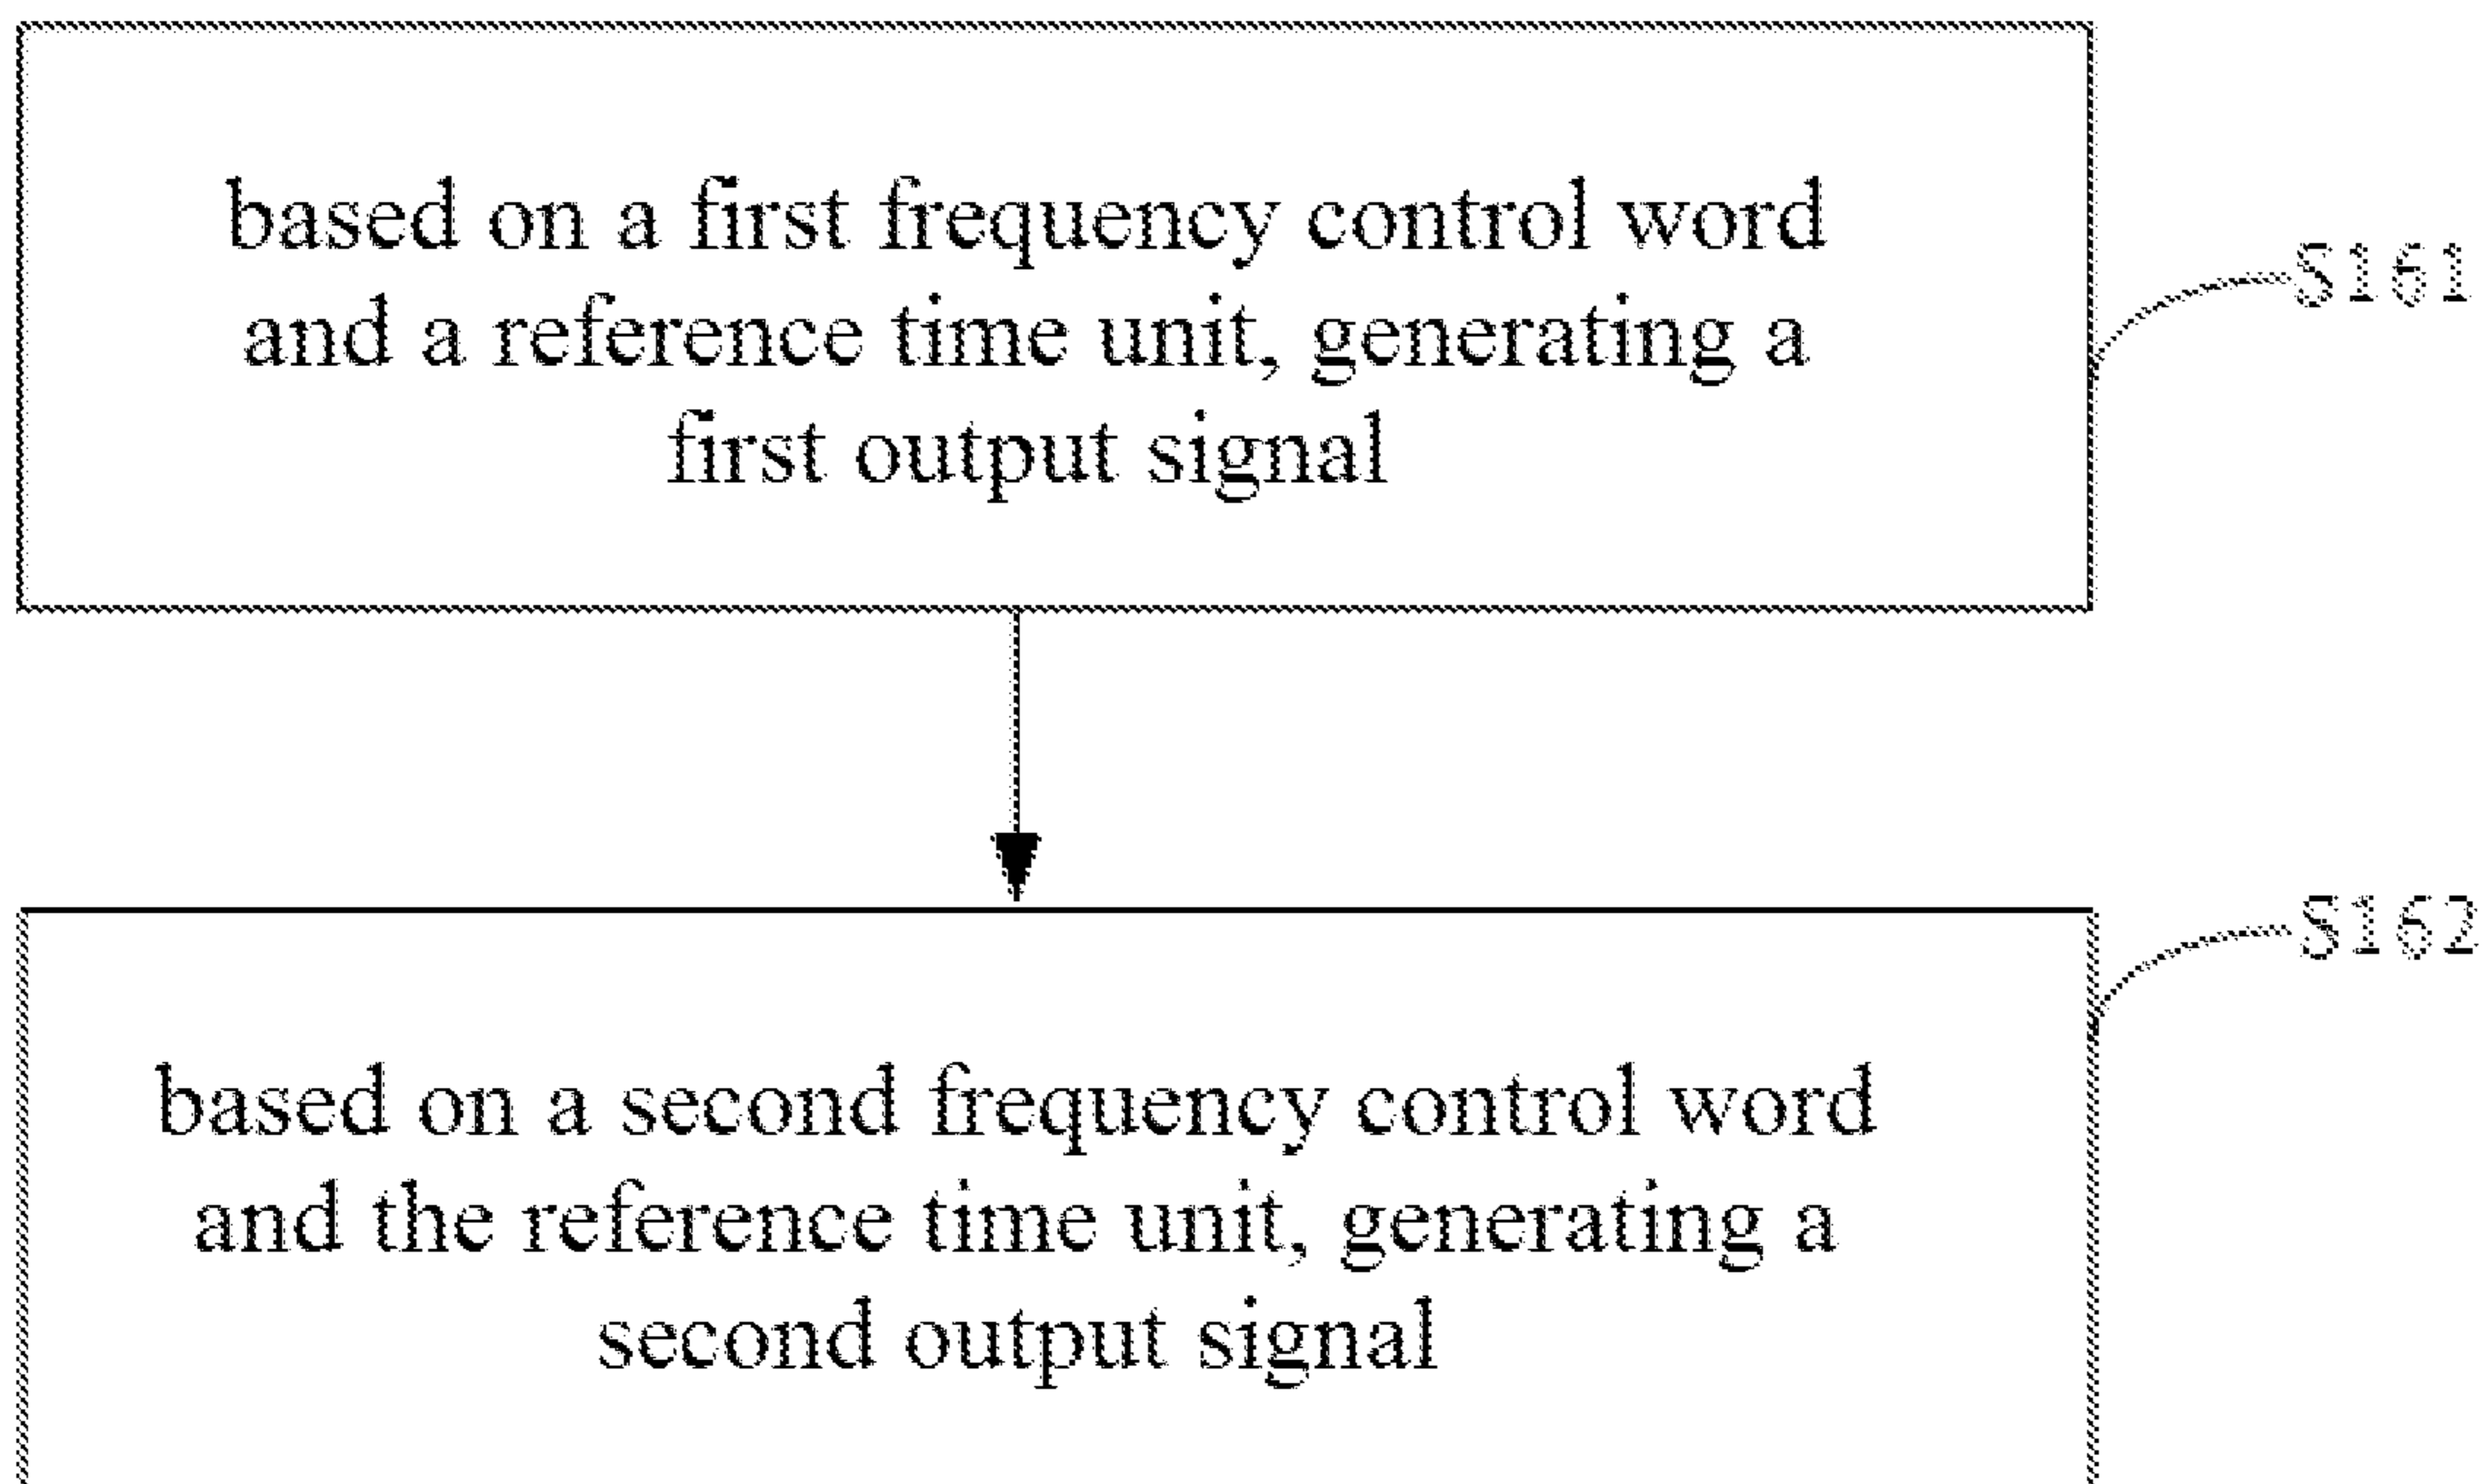 based on a first frequency control word
and a reference time unit, generating a
first output signal
S161
based on a second frequency control word
and the reference time unit, generating a
second output signal
S162